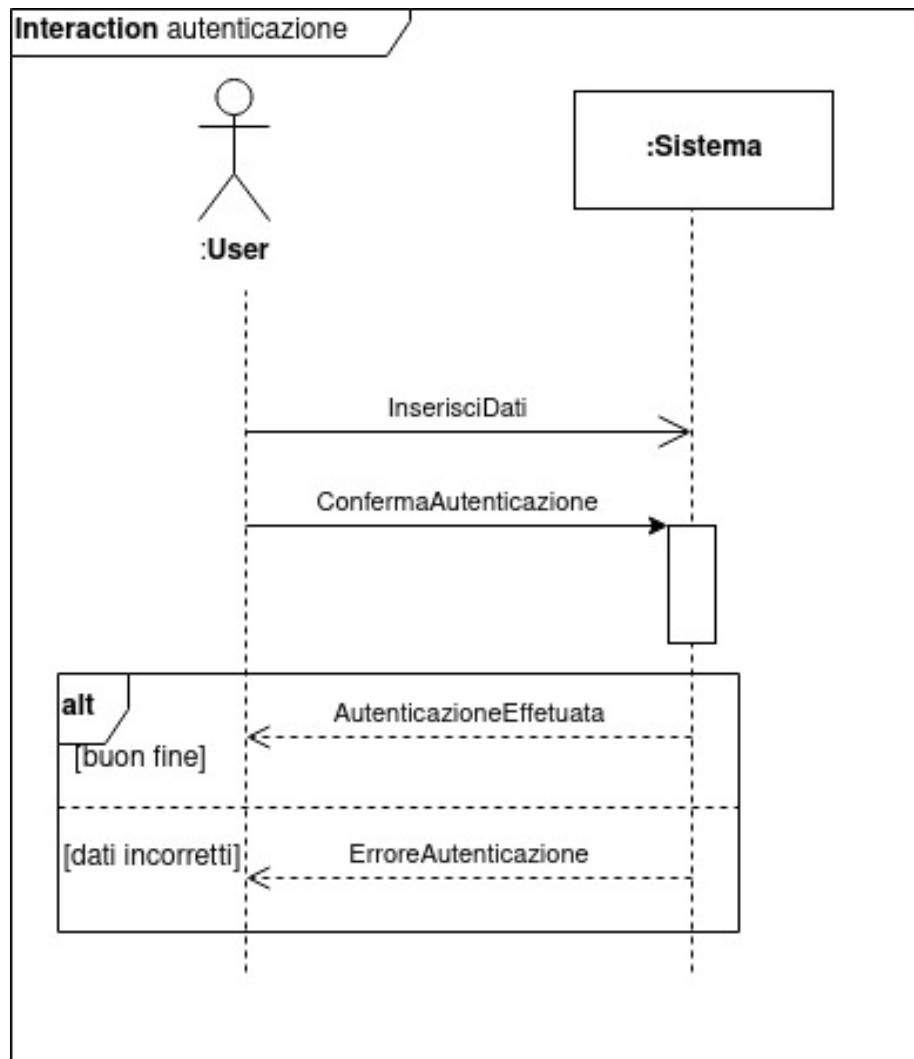 Interaction autenticazione
:User
:Sistema
InserisciDati
ConfermaAutenticazione
alt
AutenticazioneEffetuata
[buon fine]
[dati incorretti]
ErroreAutenticazione